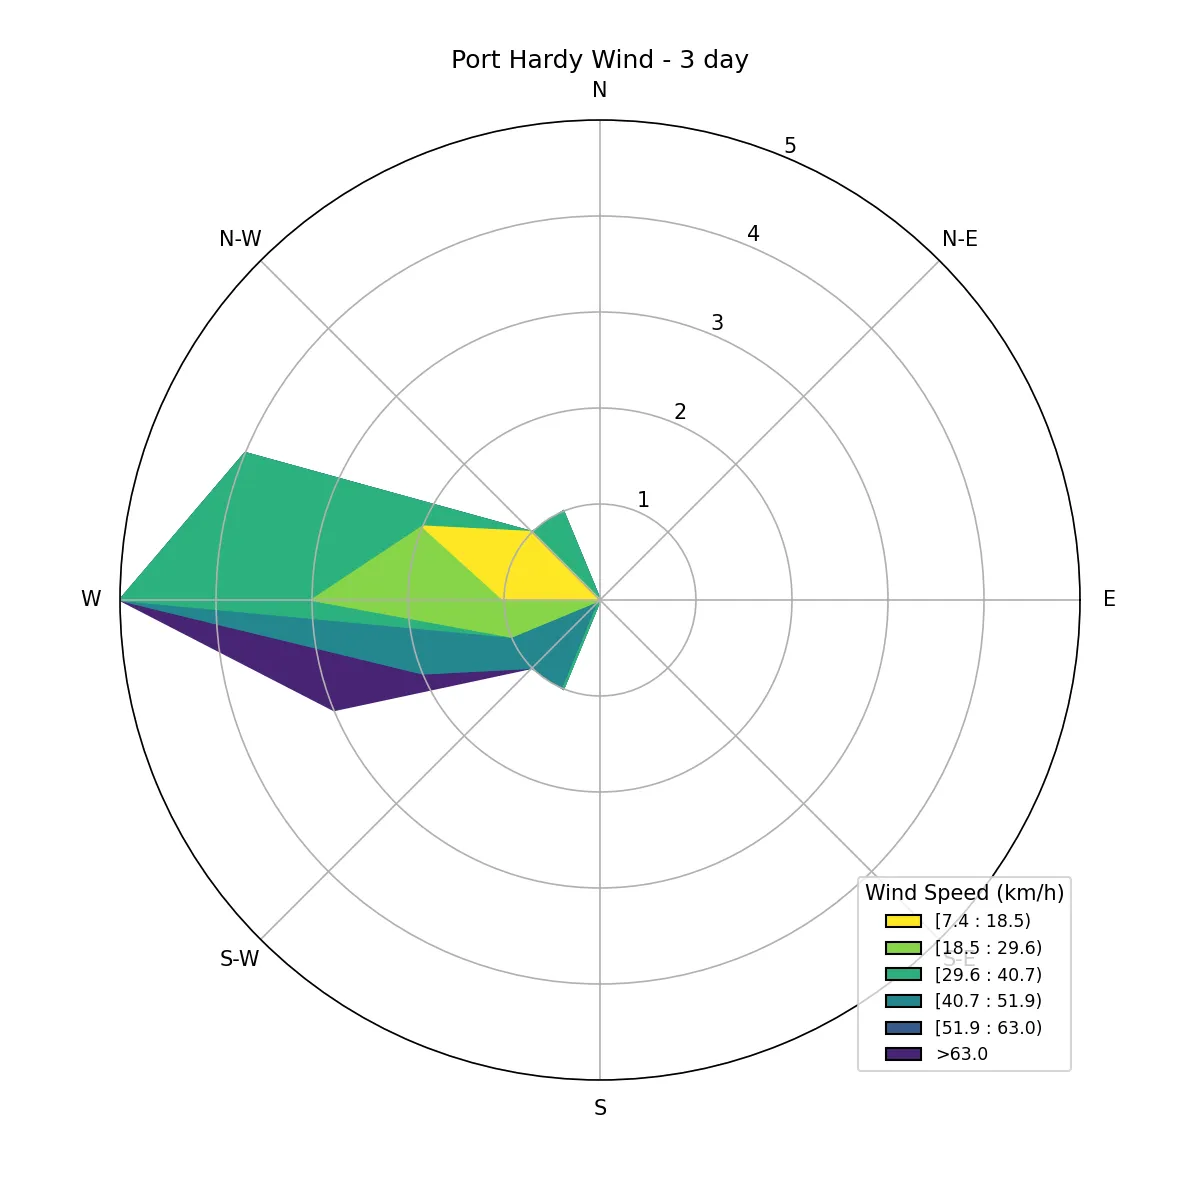 Port Hardy Wind - 3 day
N
5
N-W
4
N-E
3
2
1
W
E
Wind Speed (km/h)
[7.4 : 18.5)
[18.5 : 29.6)
S-W
S-E
[29.6 : 40.7)
[40.7 : 51.9)
[51.9 : 63.0)
>63.0
S